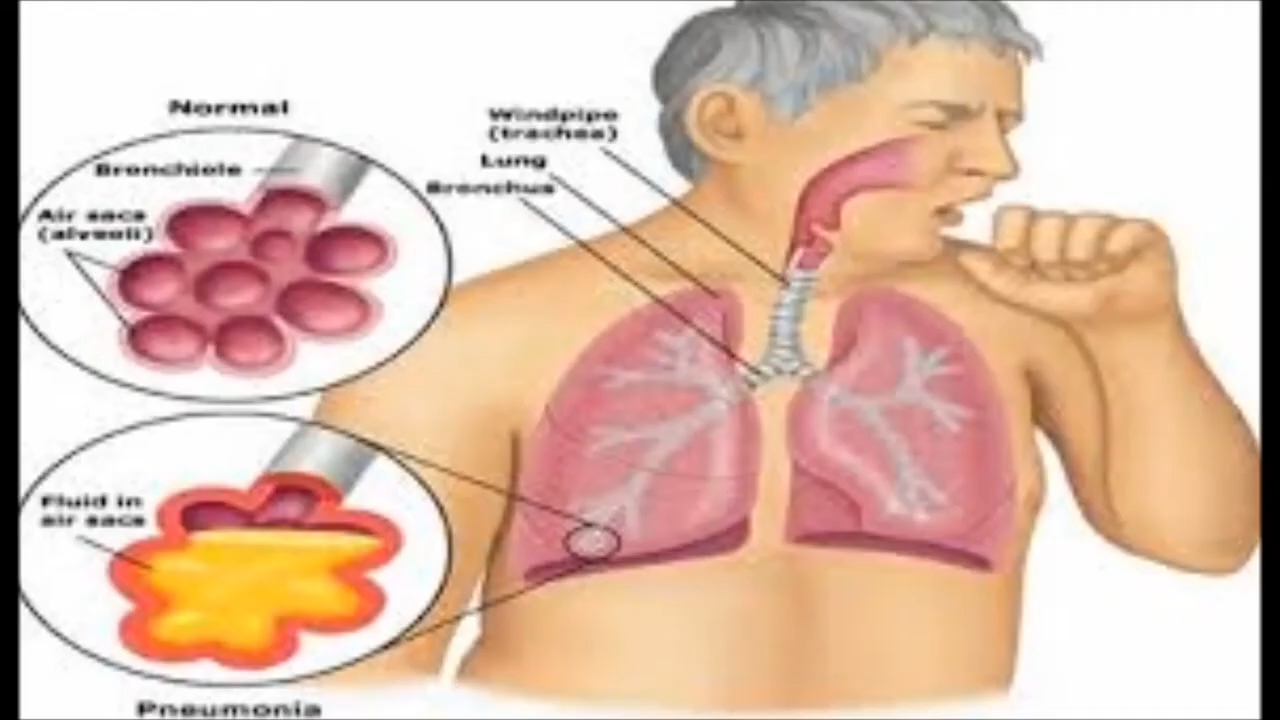 Normal
Bronchiole
Air sacs
(alveoli)
Windpipe
(trachea)
Lung
Bronchus
Fluid in
air sacs
Pneumonia